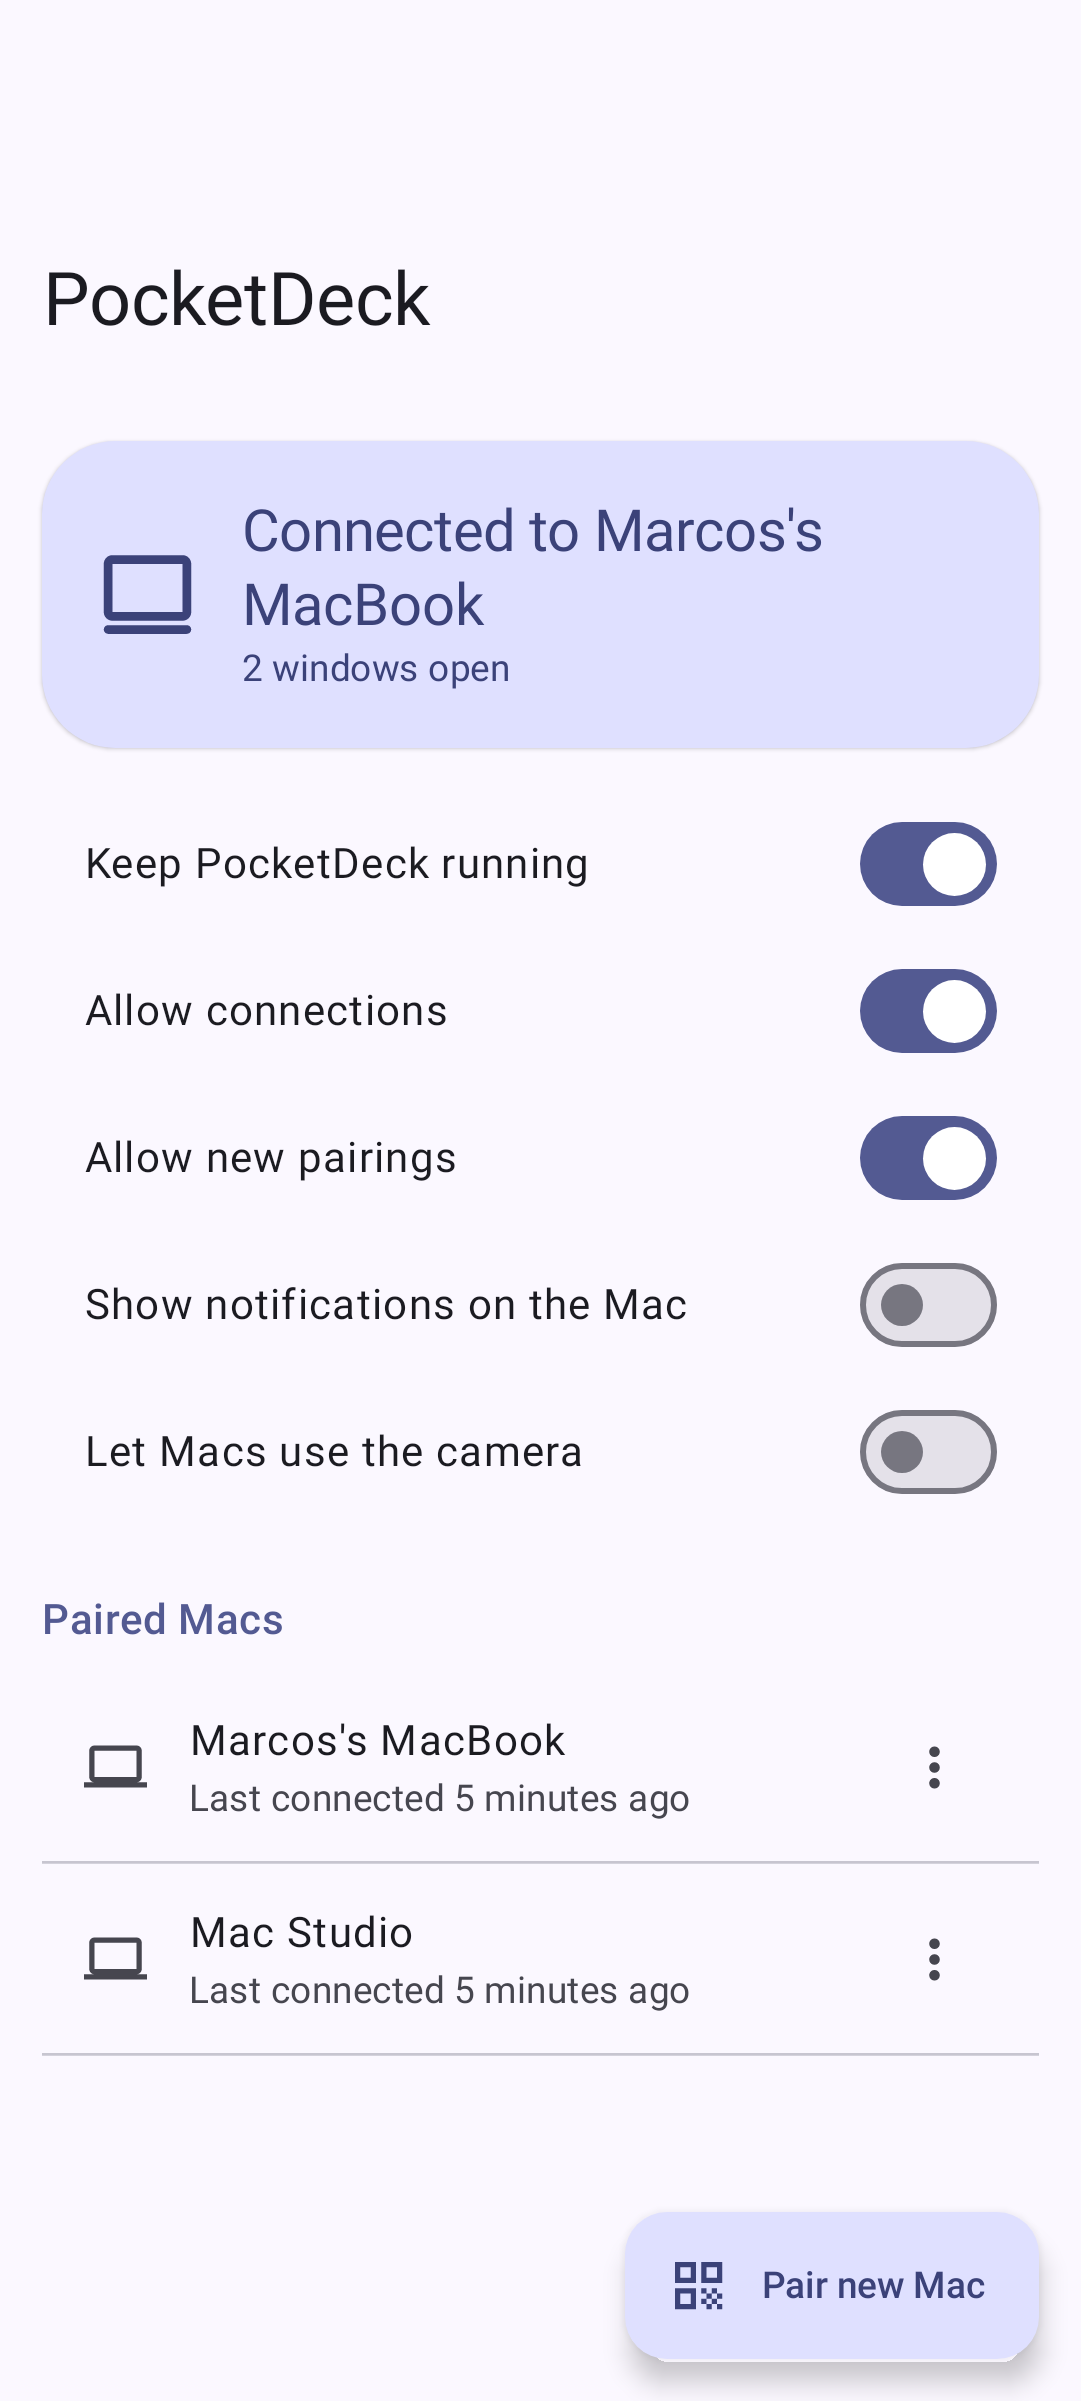 PocketDeck
Connected to Marcos's
MacBook
2 windows open
Keep PocketDeck running
Allow connections
Allow new pairings
Show notifications on the Mac
Let Macs use the camera
Paired Macs
Marcos's MacBook
Last connected 5 minutes ago
Mac Studio
Last connected 5 minutes ago
Pair new Mac